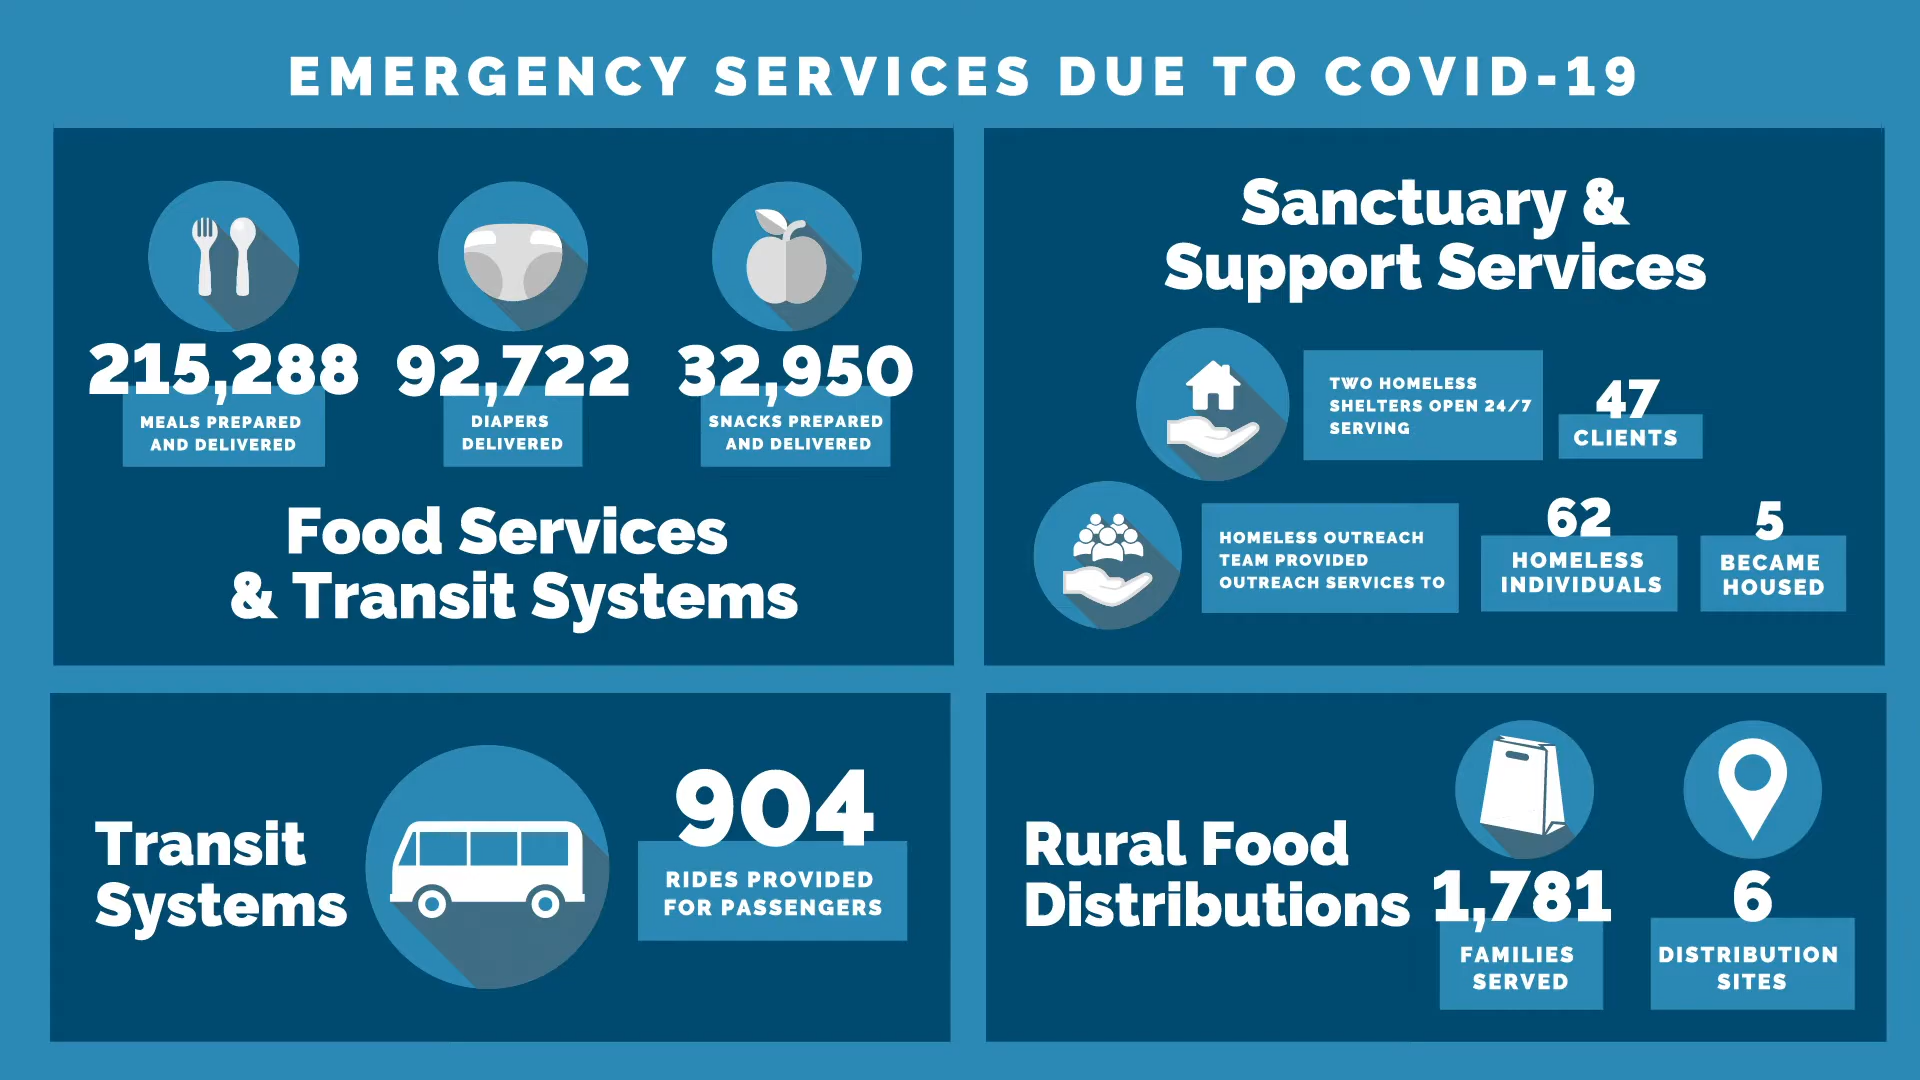 EMERGENCY SERVICES DUE TO COVID-19
215,288
MEALS PREPARED
AND DELIVERED
92,722
DIAPERS
DELIVERED
32,950
SNACKS PREPARED
AND DELIVERED
Food Services
& Transit Systems
Sanctuary &
Support Services
TWO HOMELESS
SHELTERS OPEN 24/7
SERVING
47
CLIENTS
HOMELESS OUTREACH
TEAM PROVIDED
OUTREACH SERVICES TO
62
HOMELESS
INDIVIDUALS
5
BECAME
HOUSED
Transit
Systems
904
RIDES PROVIDED
FOR PASSENGERS
Rural Food
Distributions
1,781
FAMILIES
SERVED
6
DISTRIBUTION
SITES